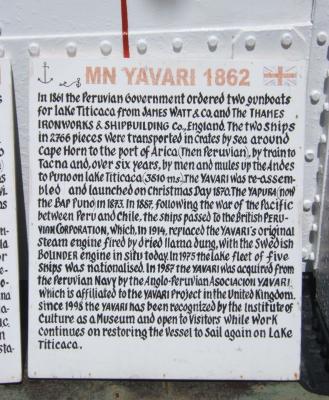 MN YAVARI 1862
In 1861 the Peruvian Government ordered two gunboats
for Lake Titicaca from JAMES WATT & Co, and THE THAMES
IRONWORKS & SHIPBUILDING Co., England. The two Ships
in 2766 pieces were transported in crates by sea around
Cape Horn to the port of Arica (Then Peruvian), by train to
Tacna and, over six years, by men and mules up the Andes
to Puno on Lake Titicaca (3810 ms). The YAVARI was re-assem-
bled and launched on Christmas Day 1870. The YAPURA (now
the BAP Puno) in 1873. In 1887, following the War of the Pacific
between Peru and Chile, the ships passed to the British PERU-
VIAN CORPORATION, which, in 1914, replaced the YAVARI's original
steam engine fired by dried llama dung, with the Swedish
BOLINDER engine in situ today. In 1975 the lake fleet of five
ships was nationalised. In 1987 the YAVARI was acquired from
the Peruvian Navy by the Anglo-Peruvian ASOCIACION YAVARI.
Which is affiliated to the YAVARI Project in the United Kingdom.
Since 1998 the YAVARI has been recognized by the Institute of
Culture as a Museum and open to Visitors while Work
continues on restoring the Vessel to Sail again on Lake
Titicaca.